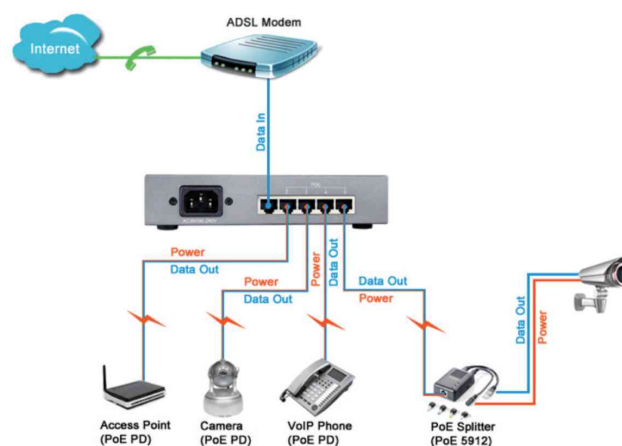 ADSL Modem
Internet
Data In
Power
Data Out
Power
Data Out
Power
Data Out
Data Out
Power
Data Out
Power
Access Point
(PoE PD)
Camera
(PoE PD)
VoIP Phone
(PoE PD)
PoE Splitter
(PoE 5912)